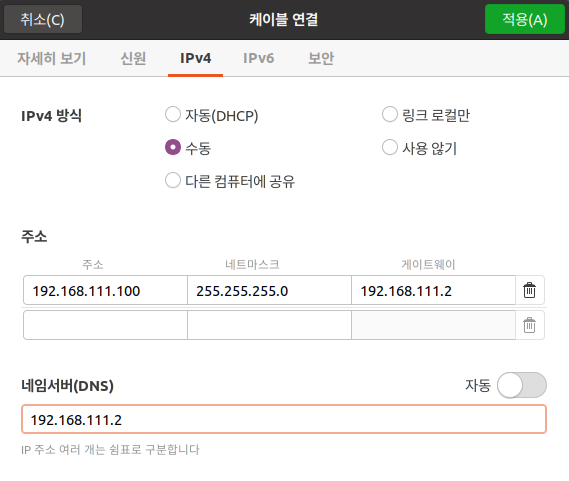 취소(C) 케이블 연결 적용(A)
자세히 보기 신원 IPv4 IPv6 보안
IPv4 방식 자동(DHCP) 링크 로컬만
수동 사용 않기
다른 컴퓨터에 공유
주소
주소 네트마스크 게이트웨이
192.168.111.100 255.255.255.0 192.168.111.2
네임서버(DNS) 자동
192.168.111.2
IP 주소 여러 개는 쉼표로 구분합니다